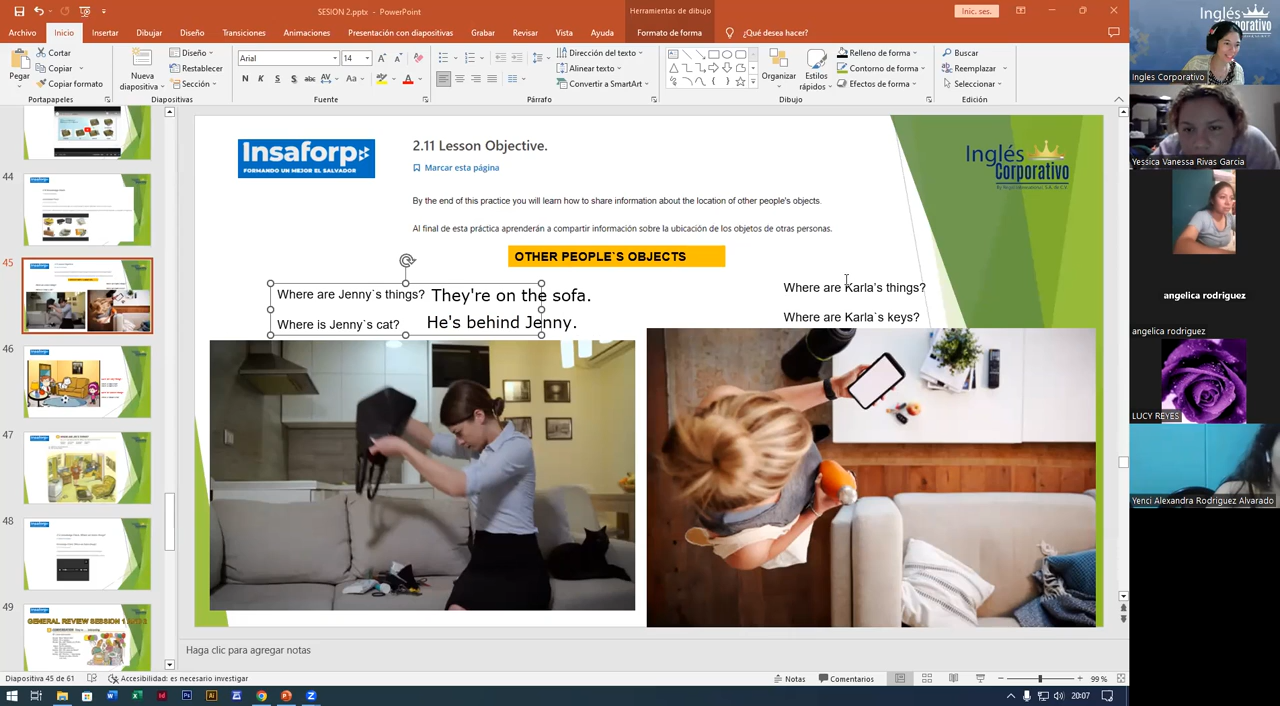 SESION 2.pptx - PowerPoint
Herramientas de dibujo
Inic. ses.
Archivo
Inicio
Insertar
Dibujar
Diseño
Transiciones
Animaciones
Presentación con diapositivas
Grabar
Revisar
Vista
Ayuda
Formato de forma
¿Qué desea hacer?
Pegar
Cortar
Copiar
Copiar formato
Portapapeles
Nueva diapositiva
Diseño
Restablecer
Sección
Diapositivas
Arial
14
N K S S abc AV Aa A
Fuente
Párrafo
Dirección del texto
Alinear texto
Convertir a SmartArt
Organizar
Estilos rápidos
Dibujo
Relleno de forma
Contorno de forma
Efectos de forma
Buscar
Reemplazar
Seleccionar
Edición
44
45
46
47
48
49
GENERAL REVIEW SESSION 1
Insaforp
FORMANDO UN MEJOR EL SALVADOR
2.11 Lesson Objective.
Marcar esta página
Inglés
Corporativo
By the end of this practice you will learn how to share information about the location of other people's objects.
Al final de esta práctica aprenderán a compartir información sobre la ubicación de los objetos de otras personas.
OTHER PEOPLE`S OBJECTS
Where are Jenny`s things? They're on the sofa.
Where is Jenny`s cat? He's behind Jenny.
Where are Karla's things?
Where are Karla`s keys?
Haga clic para agregar notas
Diapositiva 45 de 61
Accesibilidad: es necesario investigar
Notas
Comentarios
99 %
20:07
Inglés
Inglés Corporativo
Yessica Vanessa Rivas Garcia
angelica rodriguez
angelica rodriguez
LUCY REYES
Yenci Alexandra Rodriguez Alvarado